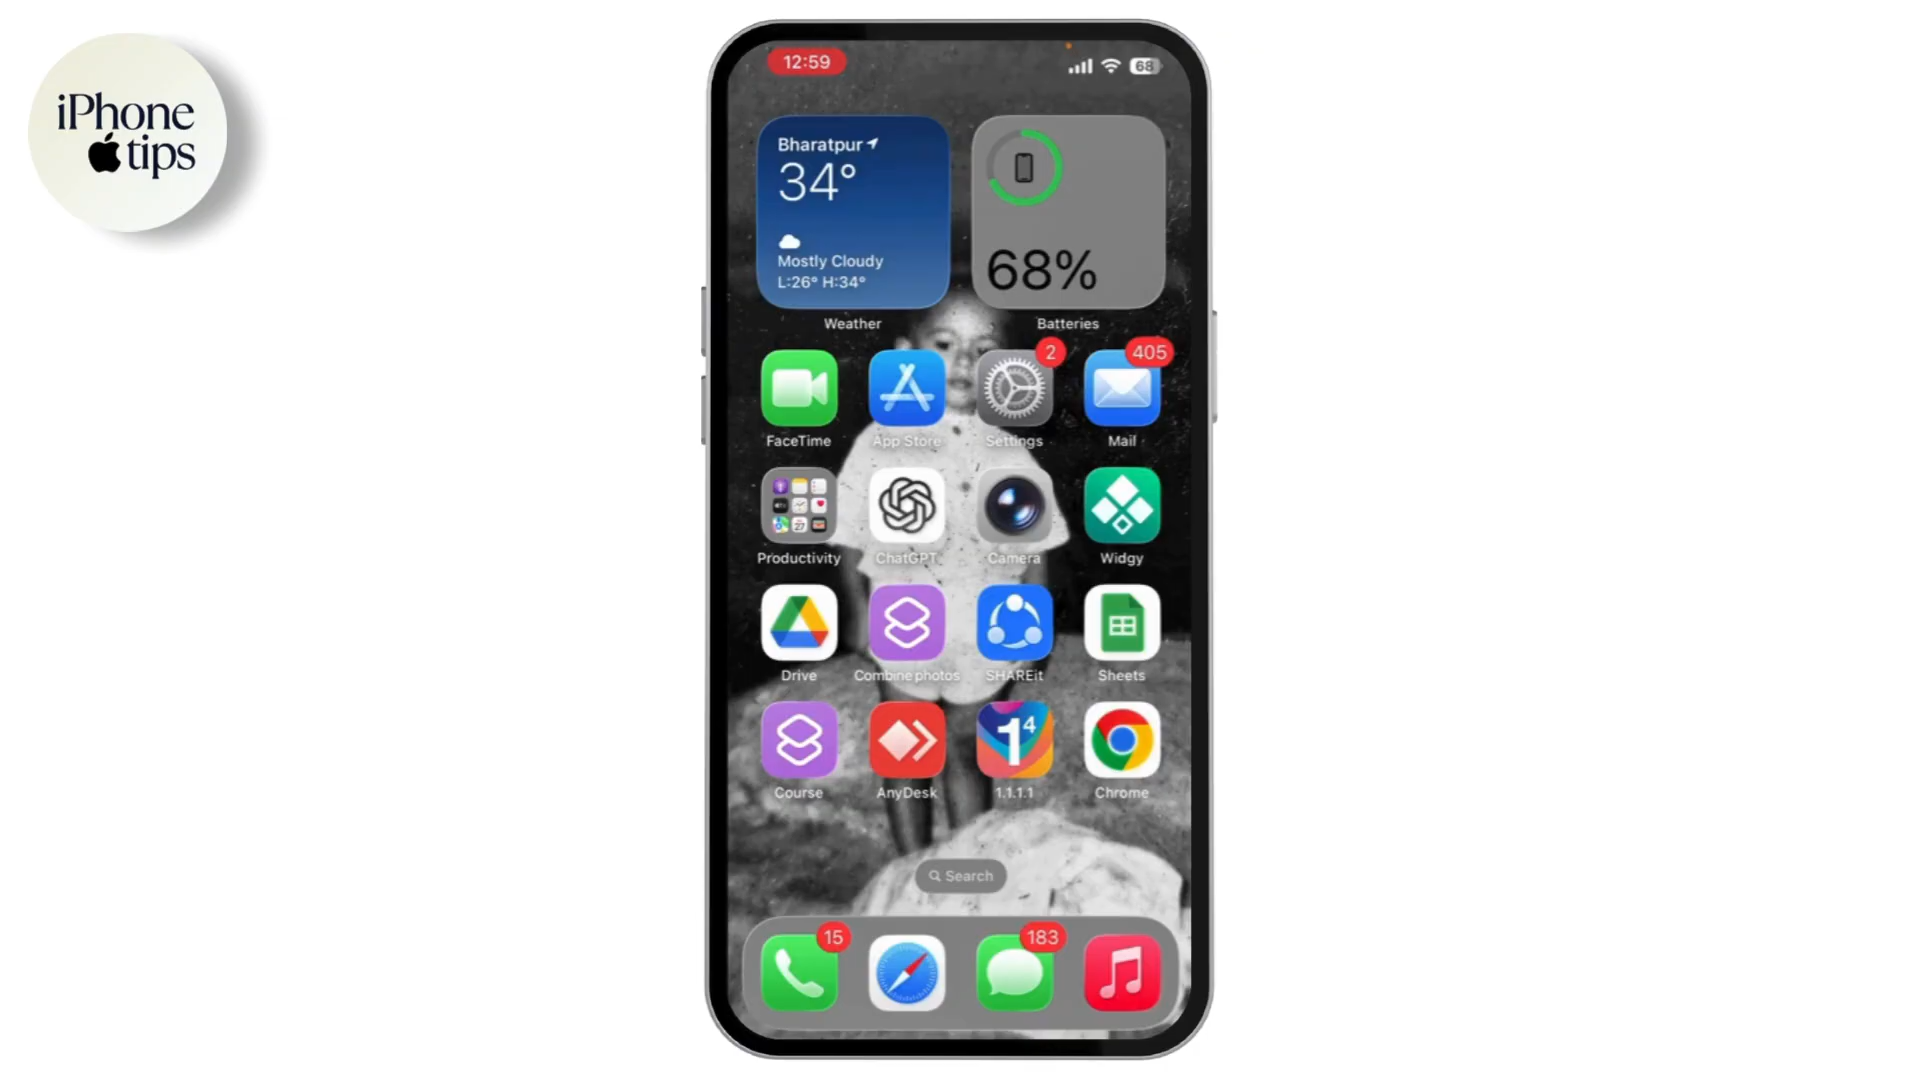 iPhone
tips
12:59
68
Bharatpur
34°
Mostly Cloudy
L:26° H:34°
Weather
68%
Batteries
2
405
FaceTime
App Store
Settings
Mail
27
Productivity
ChatGPT
Camera
Widgy
Drive
Combine photos
SHAREit
Sheets
1⁴
Course
AnyDesk
1.1.1.1
Chrome
Search
15
183